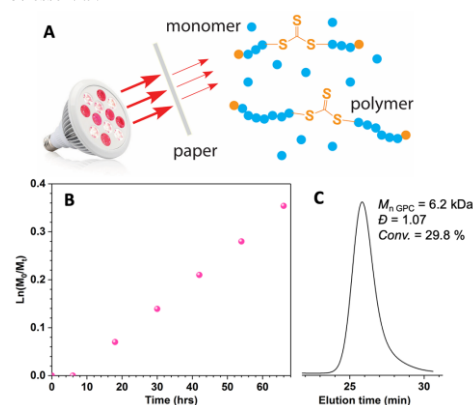 A
monomer
S
S
S
S
S
S
polymer
paper
B
Ln(M0/Mt)
0.4
0.3
0.2
0.1
0.0
0 10 20 30 40 50 60 70
Time (hrs)
C
Mn GPC = 6.2 kDa
Đ = 1.07
Conv. = 29.8 %
25 30
Elution time (min)